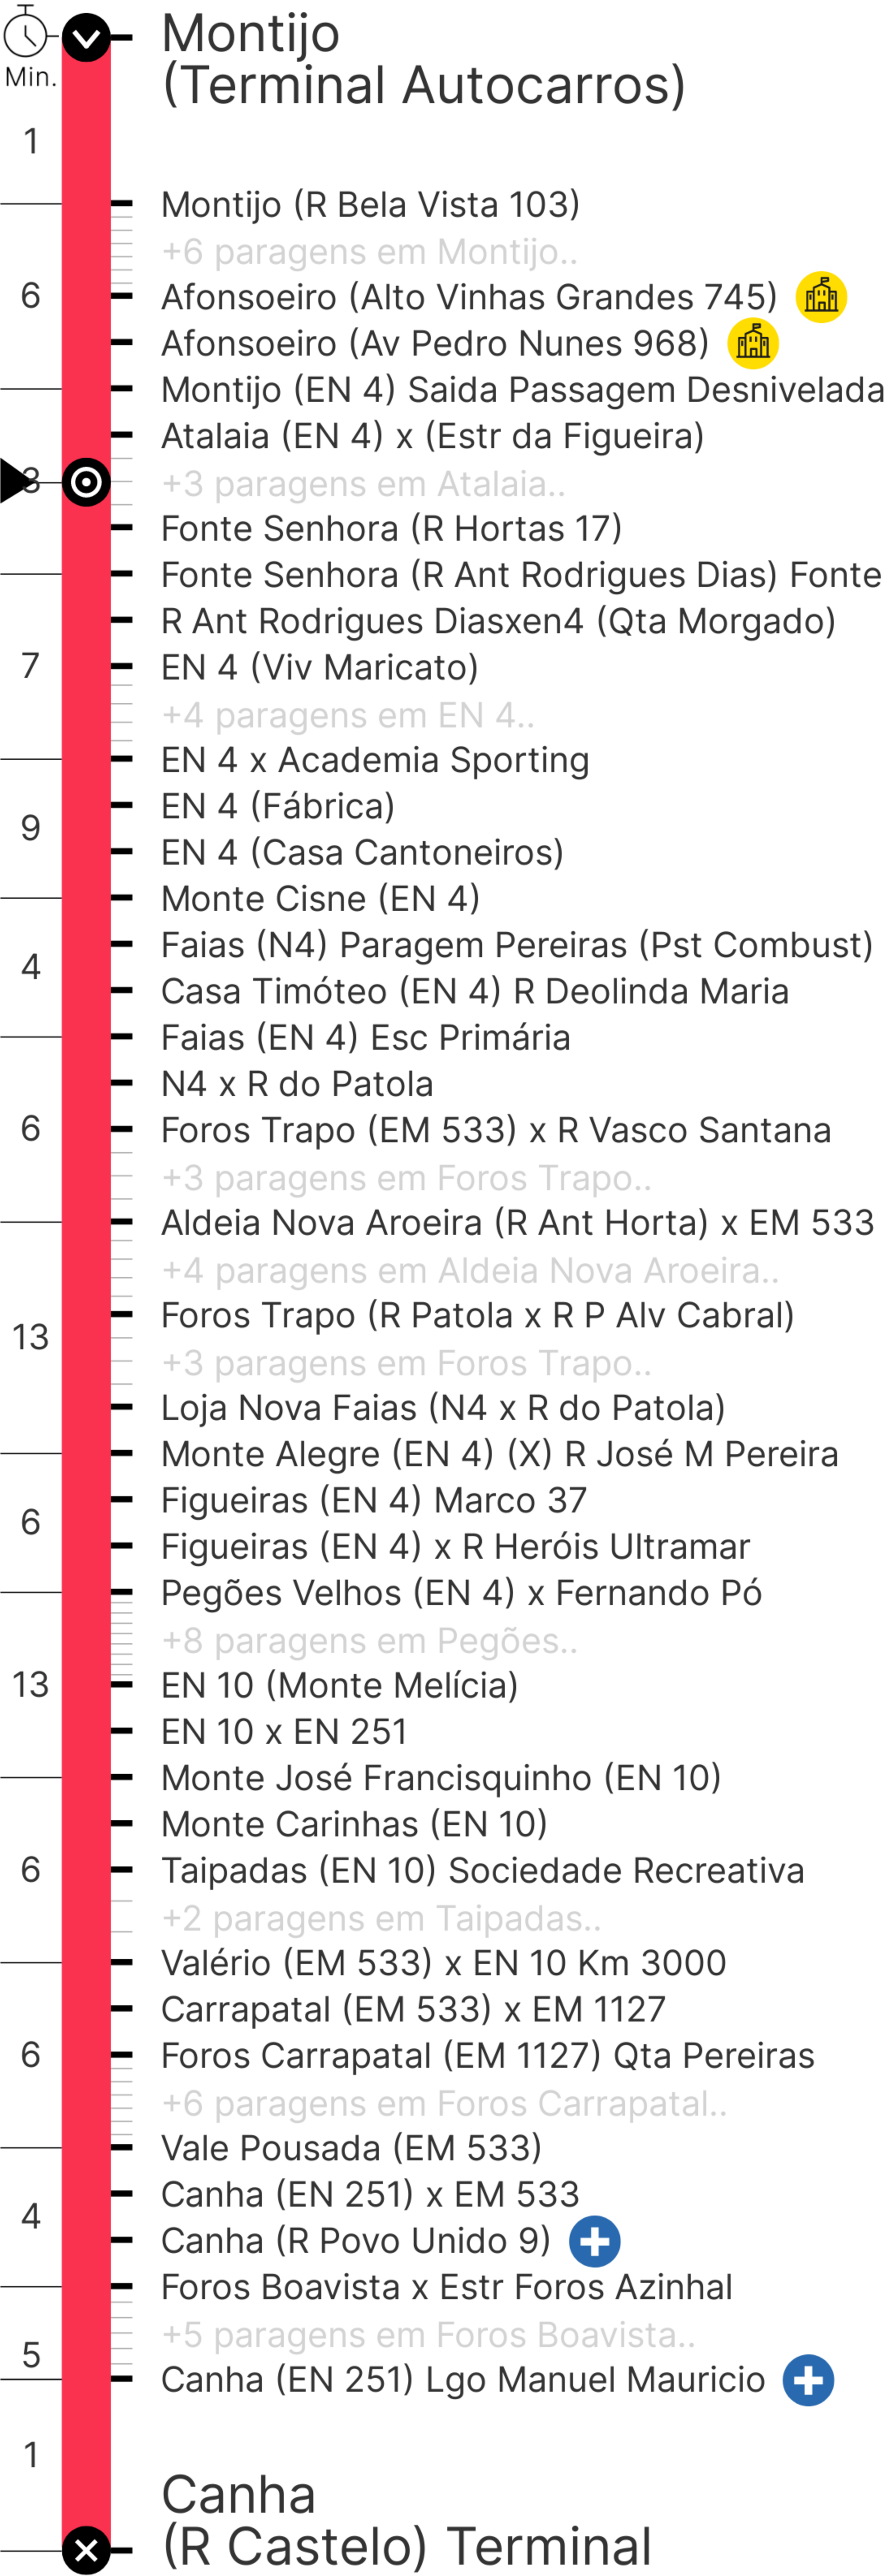 Montijo
(Terminal Autocarros)
Min.
1
Montijo (R Bela Vista 103)
+6 paragens em Montijo..
6
Afonsoeiro (Alto Vinhas Grandes 745)
Afonsoeiro (Av Pedro Nunes 968)
Montijo (EN 4) Saida Passagem Desnivelada
Atalaia (EN 4) x (Estr da Figueira)
3
+3 paragens em Atalaia..
Fonte Senhora (R Hortas 17)
Fonte Senhora (R Ant Rodrigues Dias) Fonte
R Ant Rodrigues Diasxen4 (Qta Morgado)
7
EN 4 (Viv Maricato)
+4 paragens em EN 4..
EN 4 x Academia Sporting
EN 4 (Fábrica)
9
EN 4 (Casa Cantoneiros)
Monte Cisne (EN 4)
Faias (N4) Paragem Pereiras (Pst Combust)
4
Casa Timóteo (EN 4) R Deolinda Maria
Faias (EN 4) Esc Primária
N4 x R do Patola
6
Foros Trapo (EM 533) x R Vasco Santana
+3 paragens em Foros Trapo..
Aldeia Nova Aroeira (R Ant Horta) x EM 533
+4 paragens em Aldeia Nova Aroeira..
Foros Trapo (R Patola x R P Alv Cabral)
13
+3 paragens em Foros Trapo..
Loja Nova Faias (N4 x R do Patola)
Monte Alegre (EN 4) (X) R José M Pereira
Figueiras (EN 4) Marco 37
6
Figueiras (EN 4) x R Heróis Ultramar
Pegões Velhos (EN 4) x Fernando Pó
+8 paragens em Pegões..
13
EN 10 (Monte Melícia)
EN 10 x EN 251
Monte José Francisquinho (EN 10)
Monte Carinhas (EN 10)
6
Taipadas (EN 10) Sociedade Recreativa
+2 paragens em Taipadas..
Valério (EM 533) x EN 10 Km 3000
Carrapatal (EM 533) x EM 1127
6
Foros Carrapatal (EM 1127) Qta Pereiras
+6 paragens em Foros Carrapatal..
Vale Pousada (EM 533)
Canha (EN 251) x EM 533
4
Canha (R Povo Unido 9)
Foros Boavista x Estr Foros Azinhal
+5 paragens em Foros Boavista..
5
Canha (EN 251) Lgo Manuel Mauricio
1
Canha
(R Castelo) Terminal